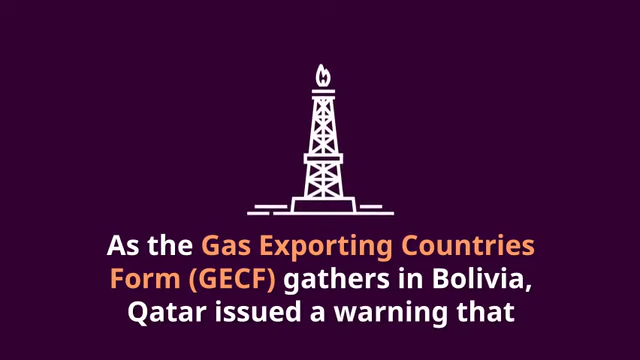 As the Gas Exporting Countries
Form (GECF) gathers in Bolivia,
Qatar issued a warning that